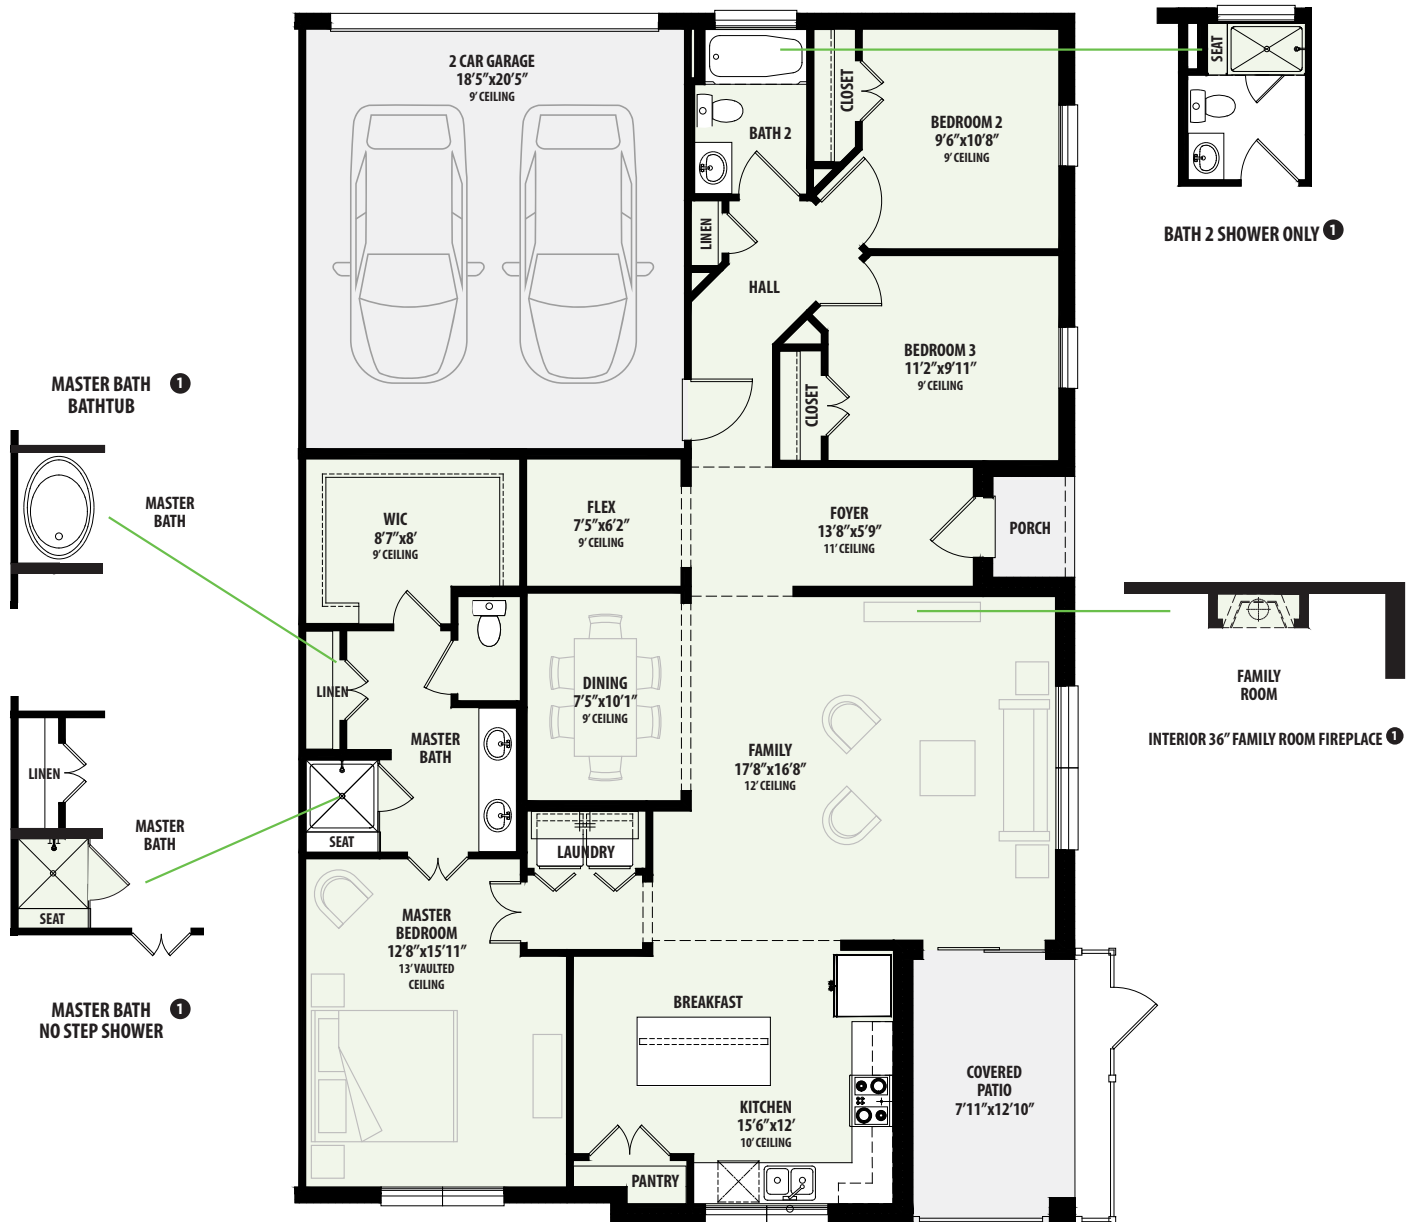 2 CAR GARAGE
18'5"x20'5"
9' CEILING
BATH 2
CLOSET
BEDROOM 2
9'6"x10'8"
9' CEILING
SEAT
BATH 2 SHOWER ONLY 1
LINEN
HALL
BEDROOM 3
11'2"x9'11"
9' CEILING
CLOSET
MASTER BATH 1
BATHTUB
MASTER
BATH
WIC
8'7"x8'
9' CEILING
FLEX
7'5"x6'2"
9' CEILING
FOYER
13'8"x5'9"
11' CEILING
PORCH
LINEN
DINING
7'5"x10'1"
9' CEILING
MASTER
BATH
FAMILY
17'8"x16'8"
12' CEILING
FAMILY
ROOM
INTERIOR 36" FAMILY ROOM FIREPLACE 1
LINEN
MASTER
BATH
SEAT
SEAT
LAUNDRY
MASTER
BEDROOM
12'8"x15'11"
13' VAULTED
CEILING
MASTER BATH 1
NO STEP SHOWER
BREAKFAST
KITCHEN
15'6"x12'
10' CEILING
COVERED
PATIO
7'11"x12'10"
PANTRY